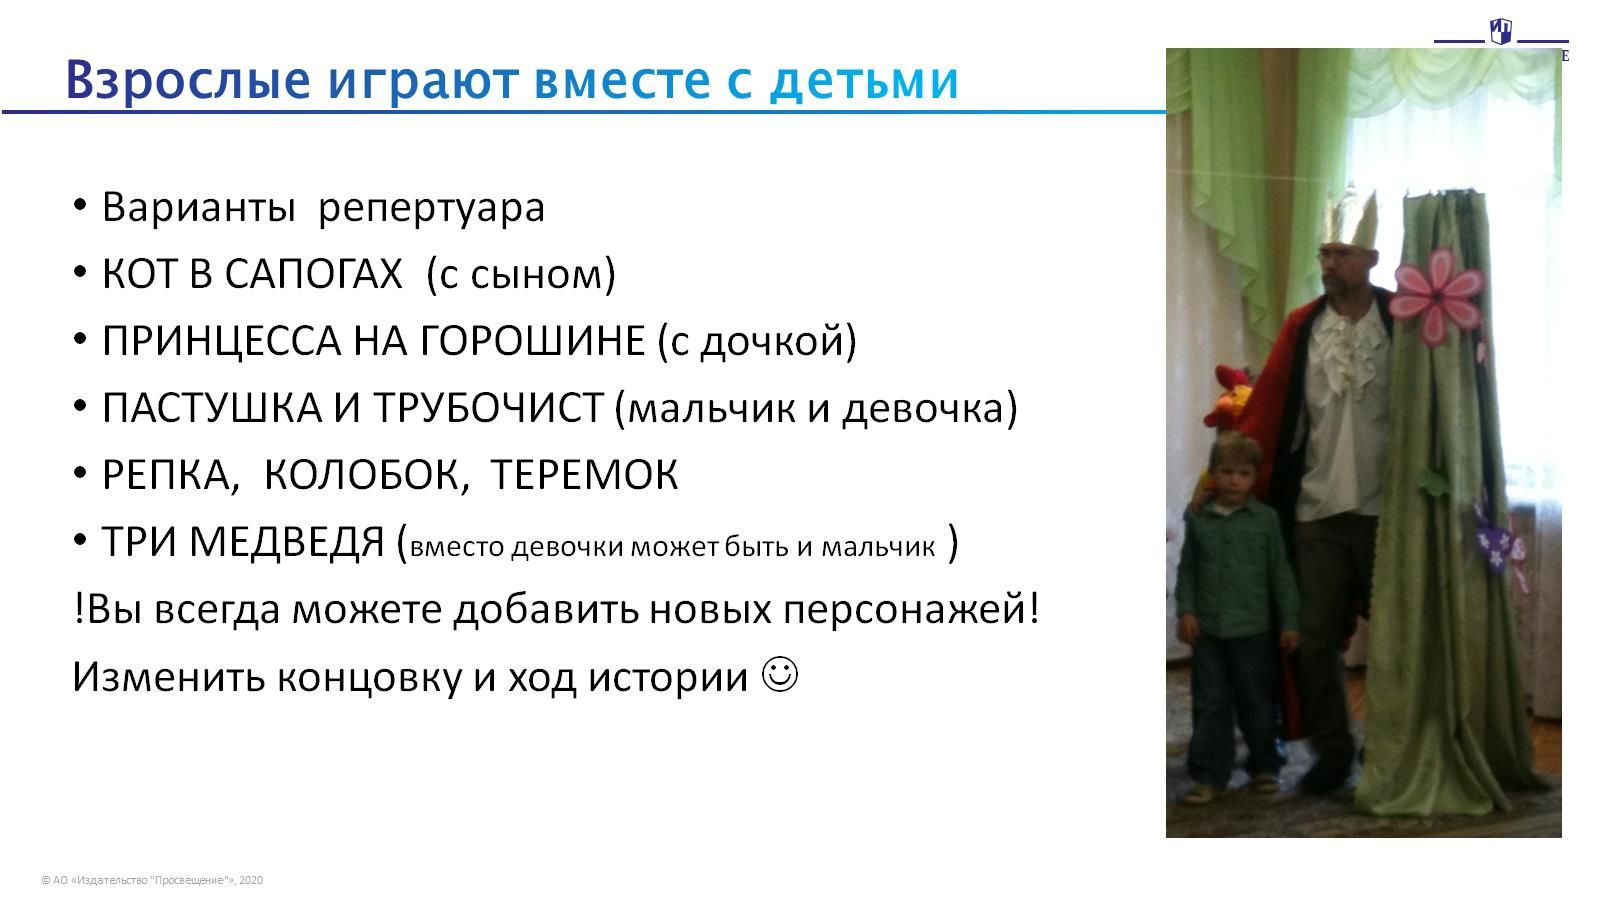 Взрослые играют вместе с детьми
• Варианты репертуара
• КОТ В САПОГАХ (с сыном)
• ПРИНЦЕССА НА ГОРОШИНЕ (с дочкой)
• ПАСТУШКА И ТРУБОЧИСТ (мальчик и девочка)
• РЕПКА, КОЛОБОК, ТЕРЕМОК
• ТРИ МЕДВЕДЯ (вместо девочки может быть и мальчик )
!Вы всегда можете добавить новых персонажей!
Изменить концовку и ход истории ☺
© АО «Издательство "Просвещение"», 2020